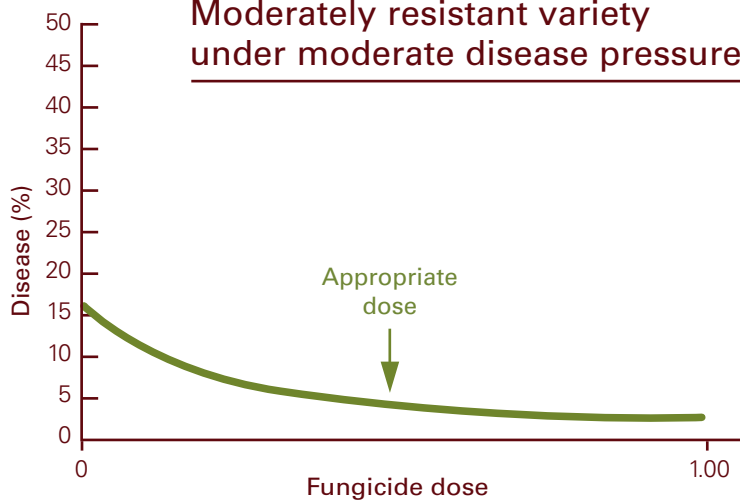 Moderately resistant variety
under moderate disease pressure
50
45
40
35
30
25
20
15
10
5
0
Disease (%)
Appropriate
dose
0
1.00
Fungicide dose